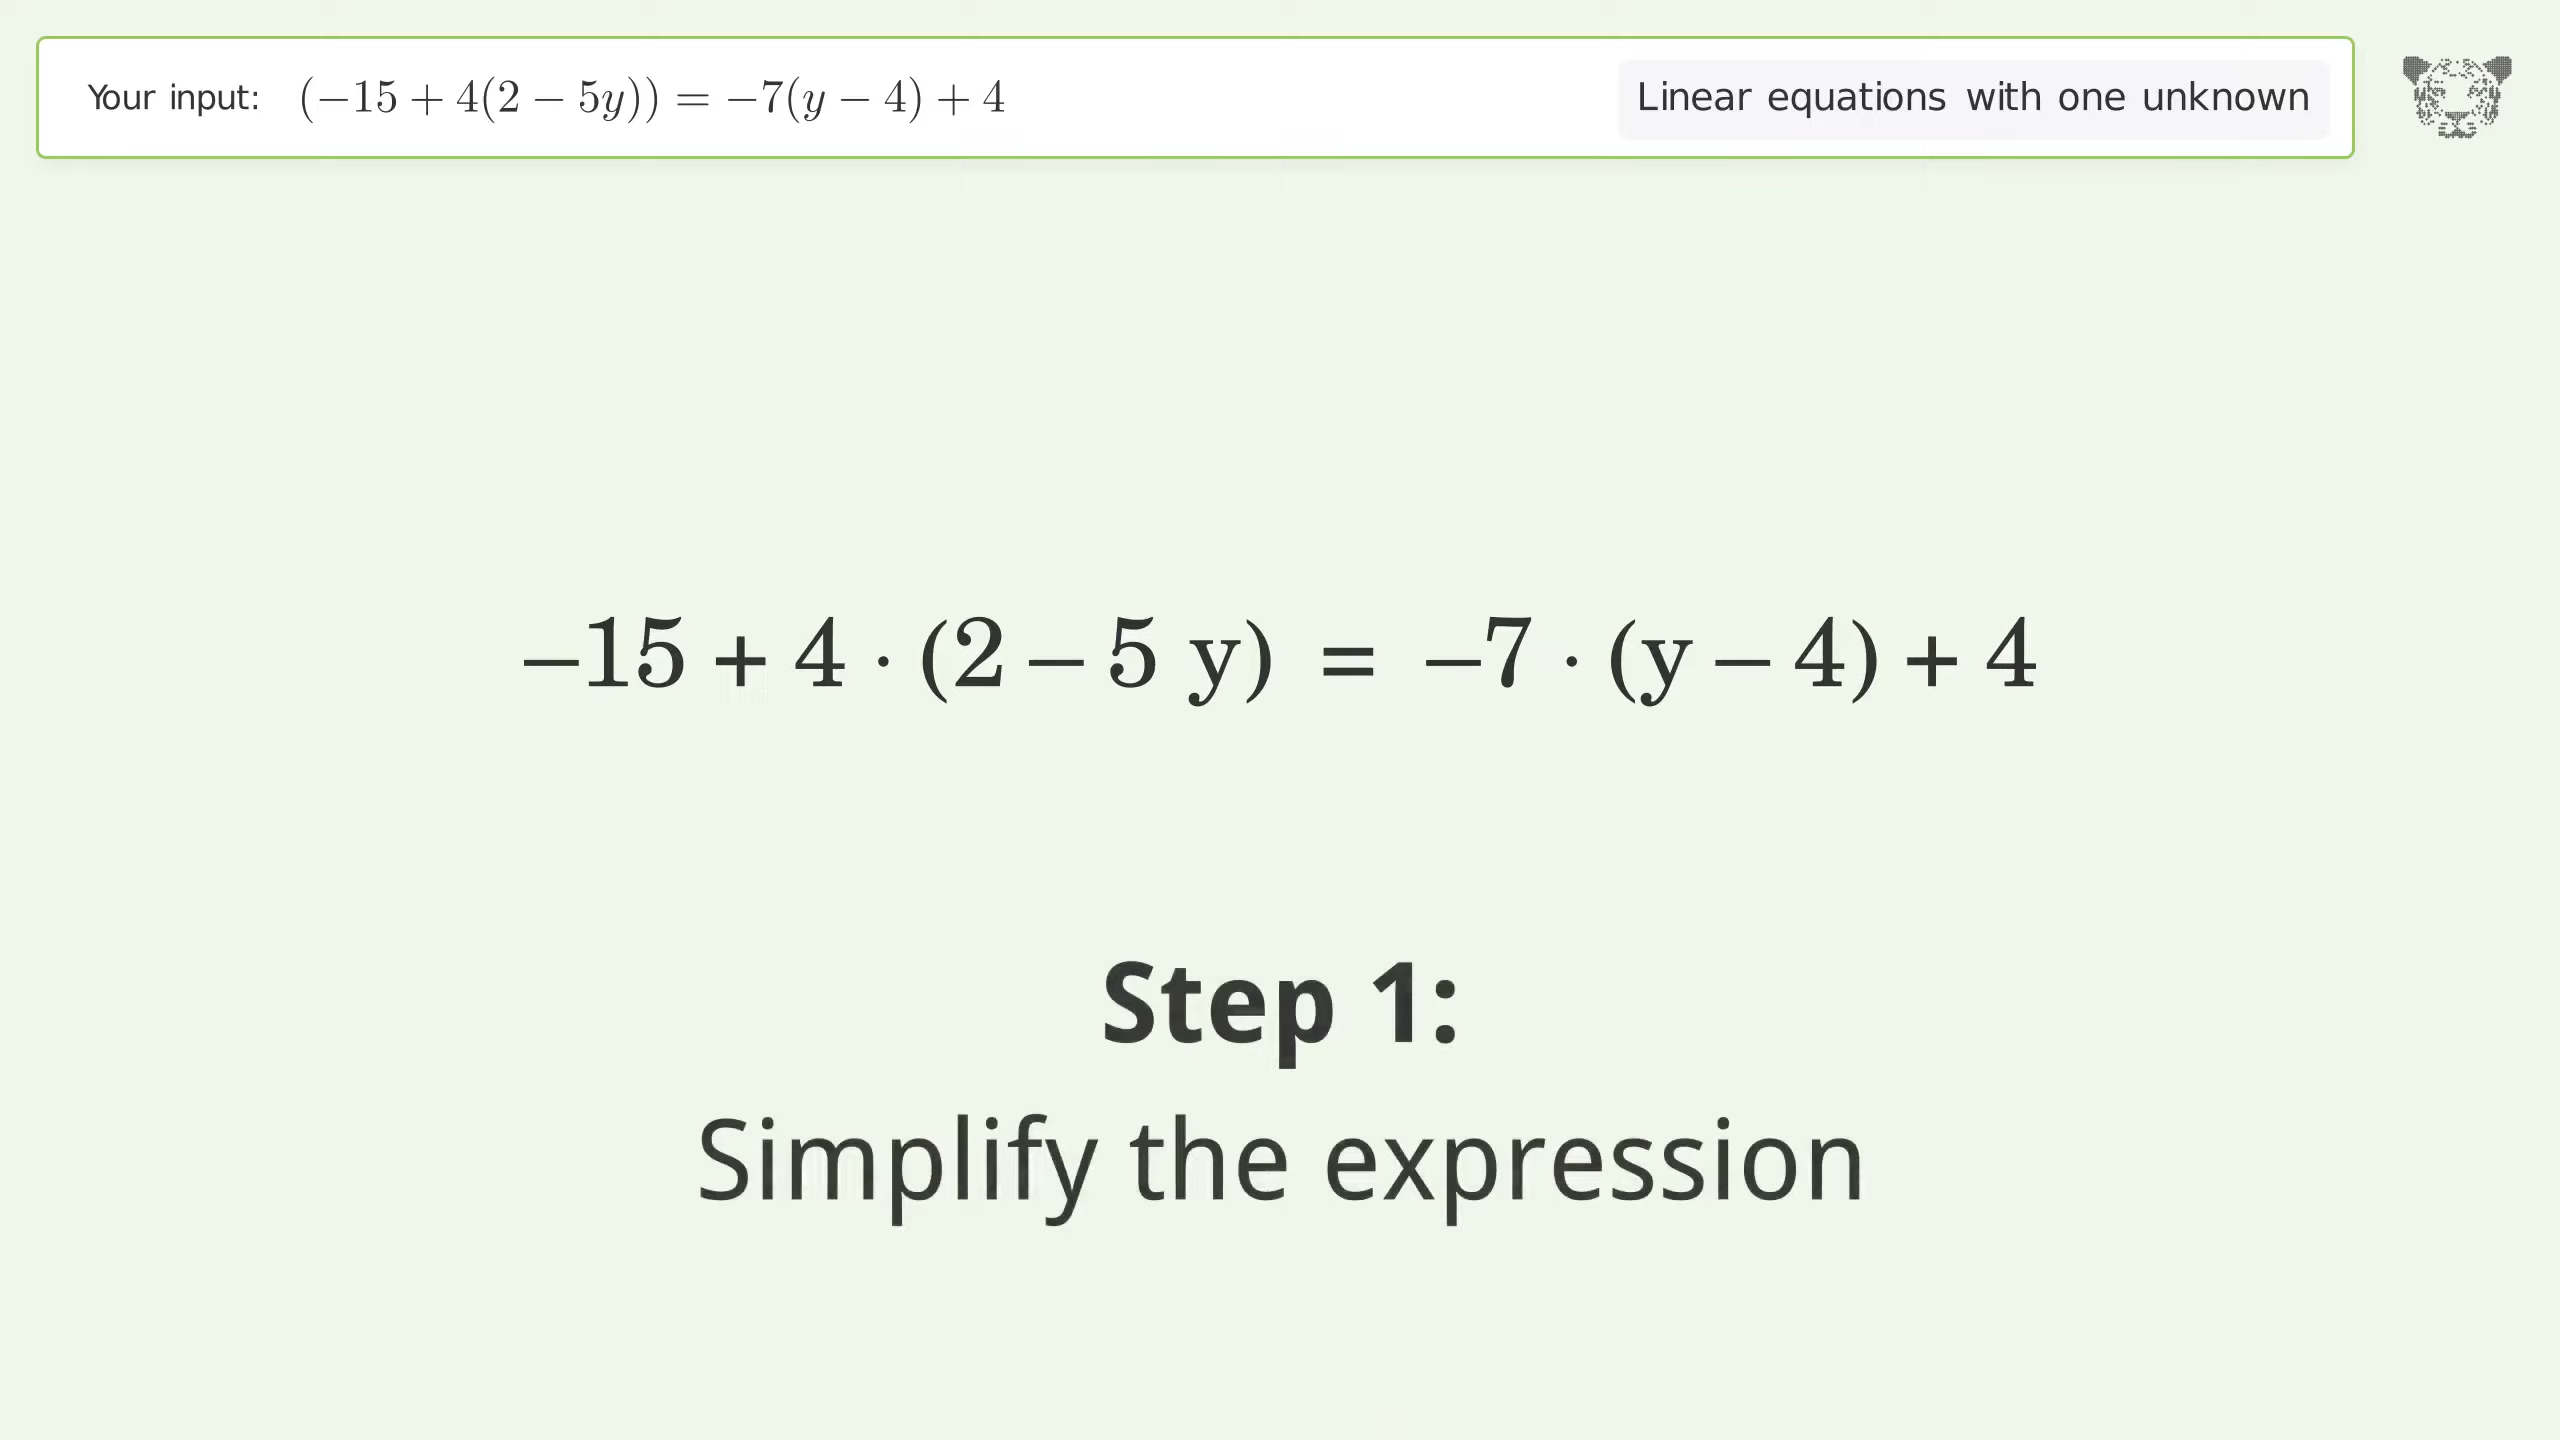 Your input: (−15 + 4(2 − 5y)) = −7(y − 4) + 4
Linear equations with one unknown
−15 + 4 · (2 − 5 y) = −7 · (y − 4) + 4
Step 1:
Simplify the expression